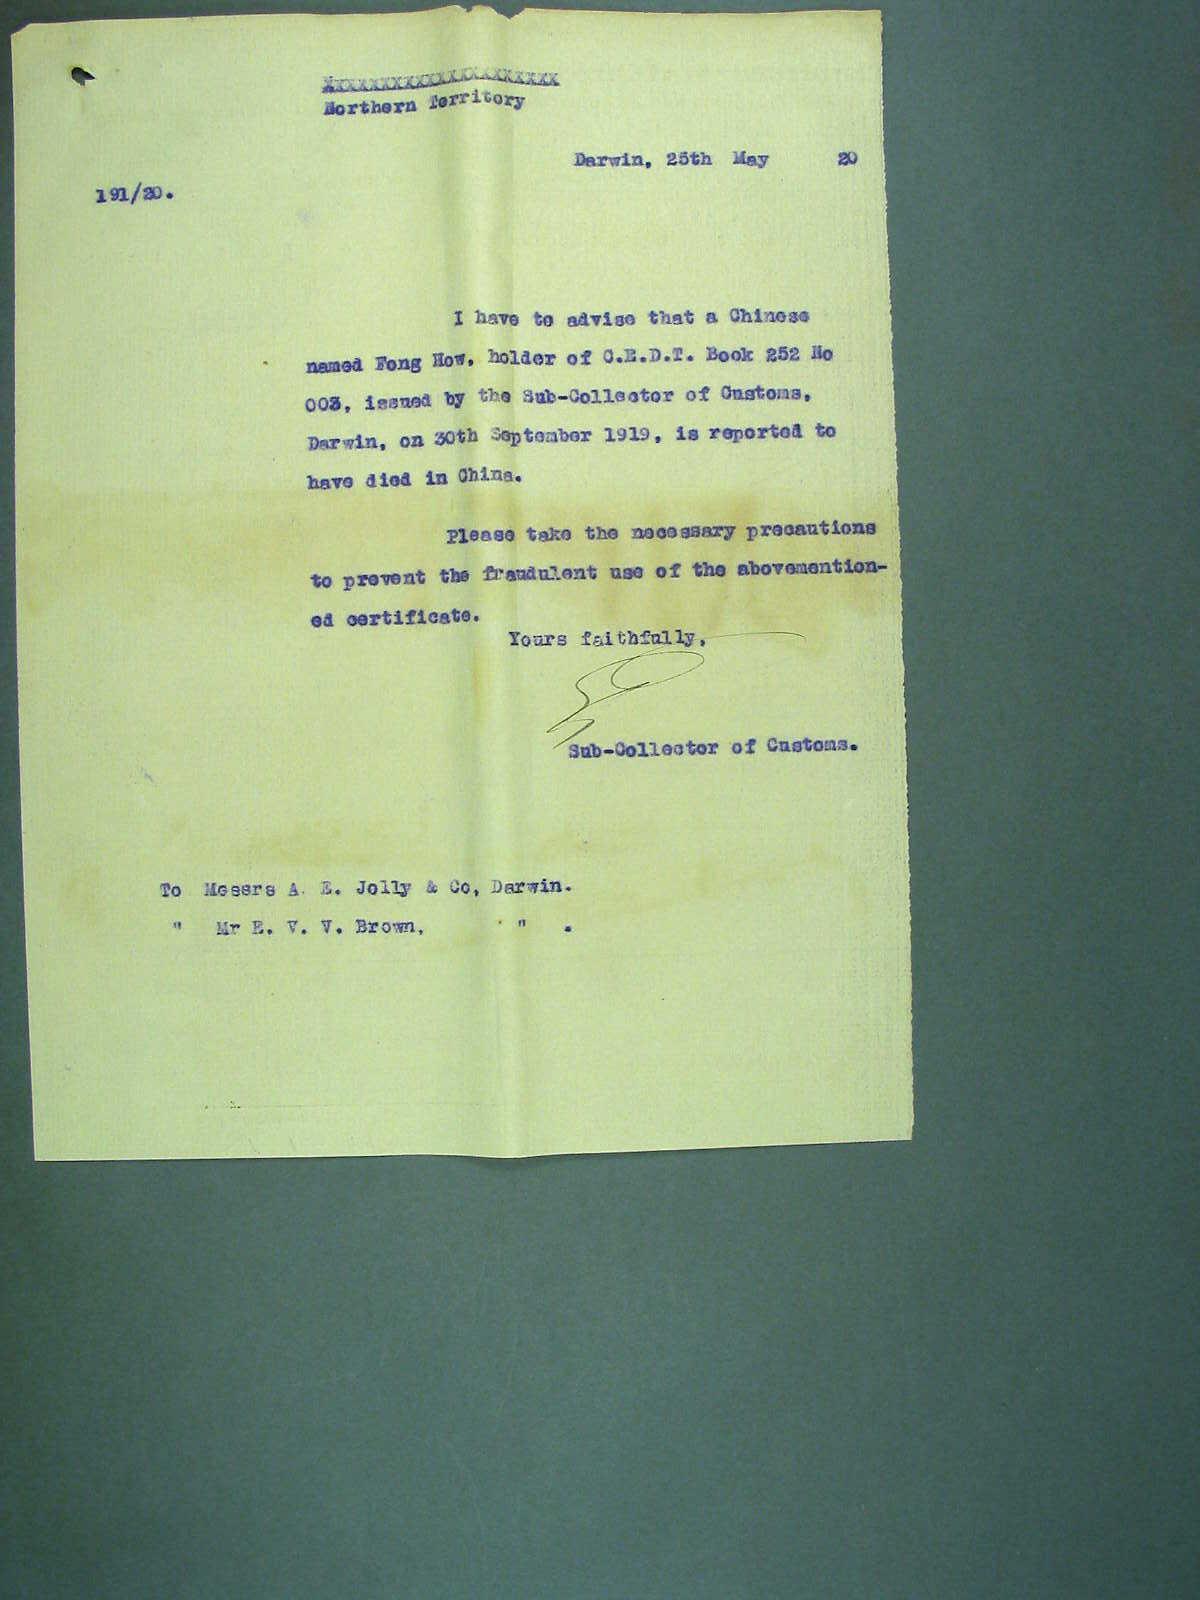 Northern Territory
Darwin, 25th May 20
191/20.
I have to advise that a Chinese
named Fong How, holder of C.E.D.T. Book 252 No
003, issued by the Sub-Collector of Customs,
Darwin, on 30th September 1919, is reported to
have died in China.
Please take the necessary precautions
to prevent the fraudulent use of the abovemention-
ed certificate.
Yours faithfully,
Sub-Collector of Customs.
To Messrs A. E. Jolly & Co, Darwin.
" Mr E. V. V. Brown, " .